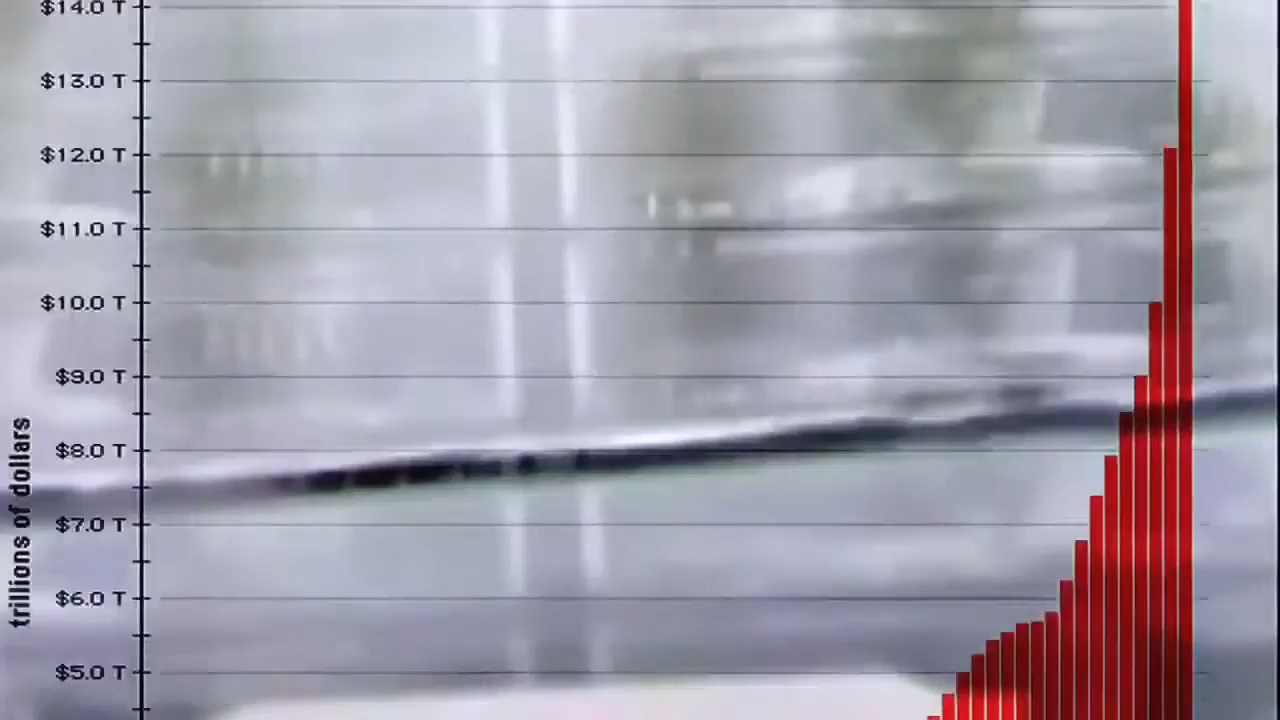 $14.0 T
$13.0 T
$12.0 T
$11.0 T
$10.0 T
$9.0 T
$8.0 T
$7.0 T
$6.0 T
$5.0 T
trillions of dollars